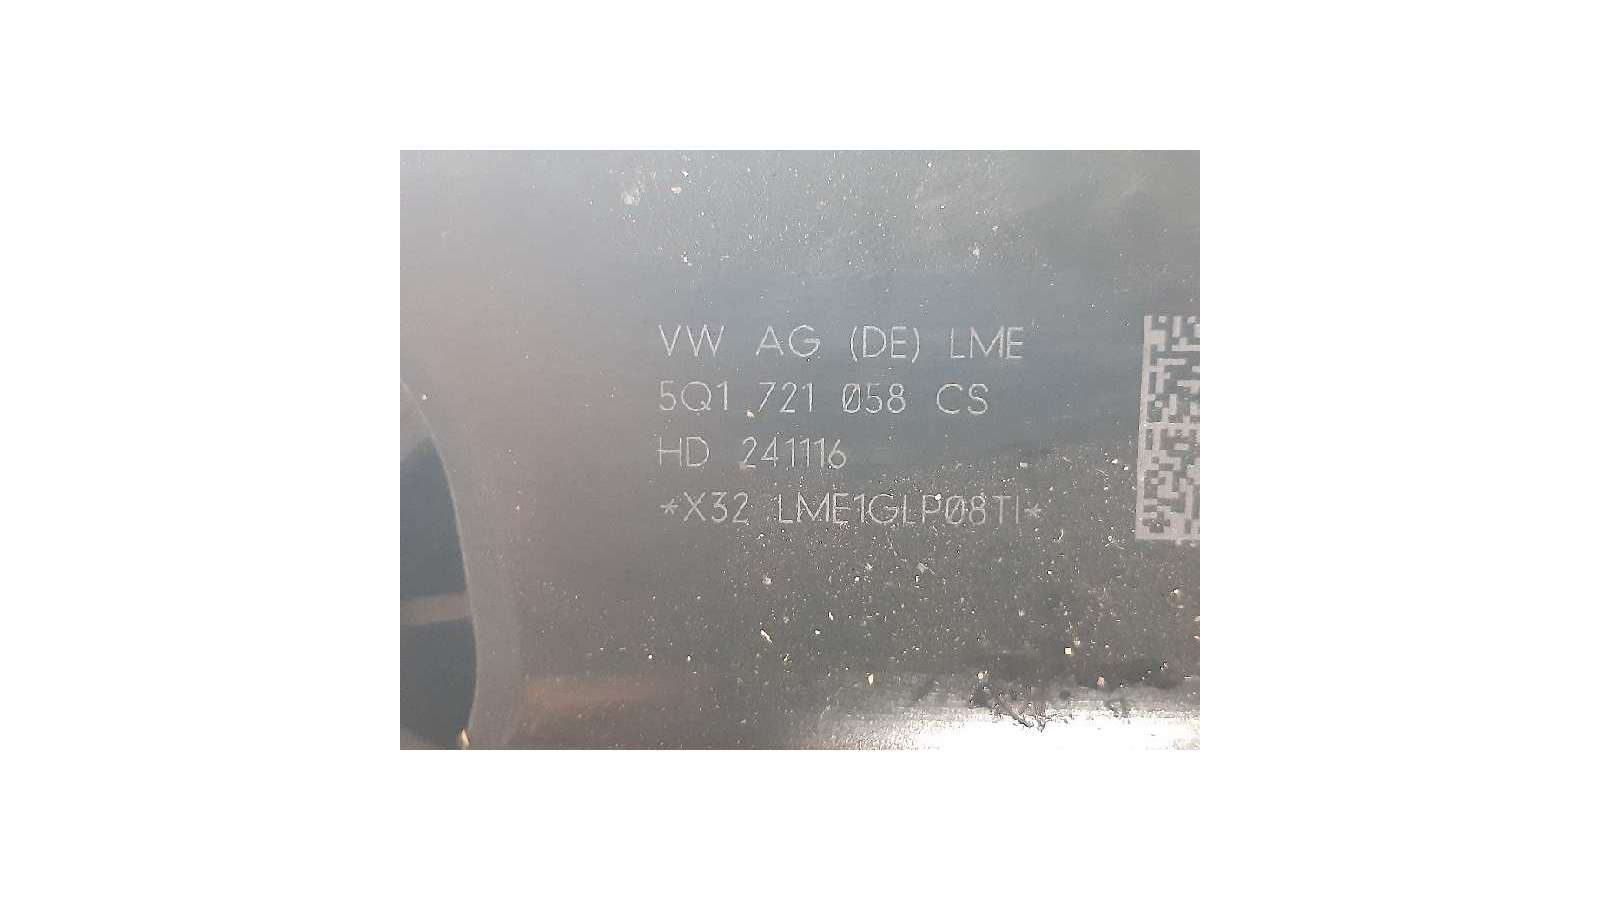 VW AG (DE) LME
5Q1 721 058 CS
HD 241116
*X32 LME1GLP08TI*